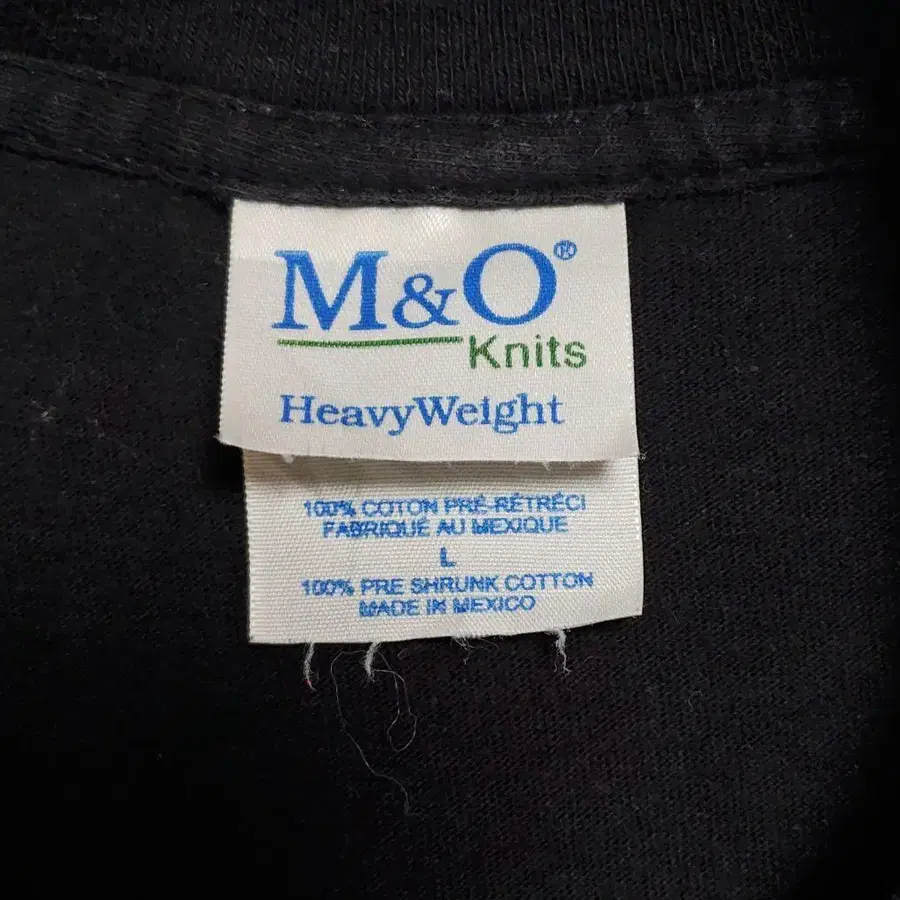 M&O®
Knits
HeavyWeight
100% COTON PRÉ-RÉTRÉCI
FABRIQUÉ AU MEXIQUE
L
100% PRE SHRUNK COTTON
MADE IN MEXICO